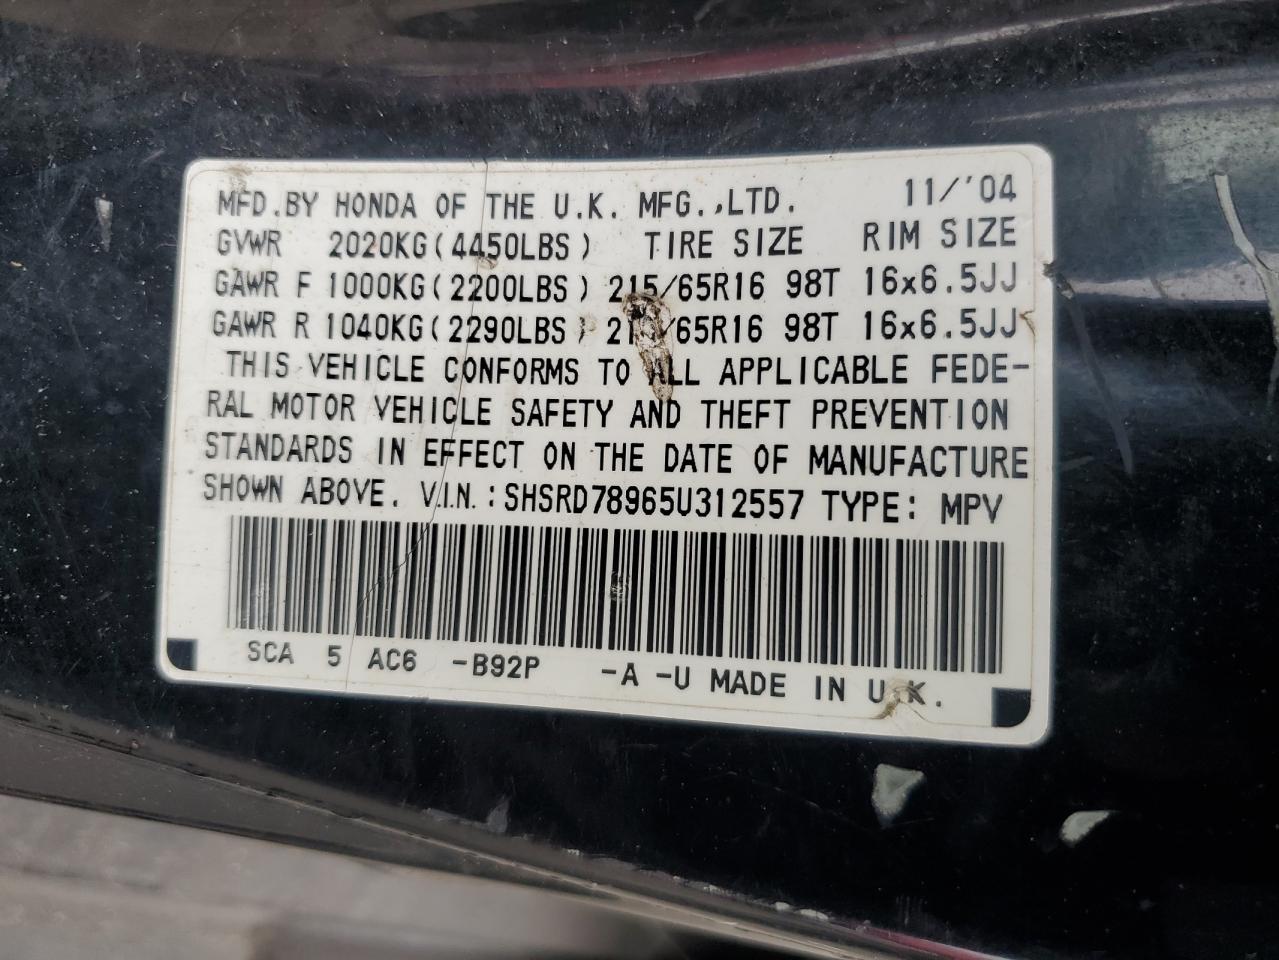 MFD.BY HONDA OF THE U.K. MFG.,LTD. 11/'04
GVWR 2020KG(4450LBS) TIRE SIZE RIM SIZE
GAWR F 1000KG(2200LBS) 215/65R16 98T 16x6.5JJ
GAWR R 1040KG(2290LBS) 215/65R16 98T 16x6.5JJ
THIS VEHICLE CONFORMS TO ALL APPLICABLE FEDE-
RAL MOTOR VEHICLE SAFETY AND THEFT PREVENTION
STANDARDS IN EFFECT ON THE DATE OF MANUFACTURE
SHOWN ABOVE. V.I.N.:SHSRD78965U312557 TYPE: MPV
SCA 5 AC6 -B92P -A -U MADE IN U.K.